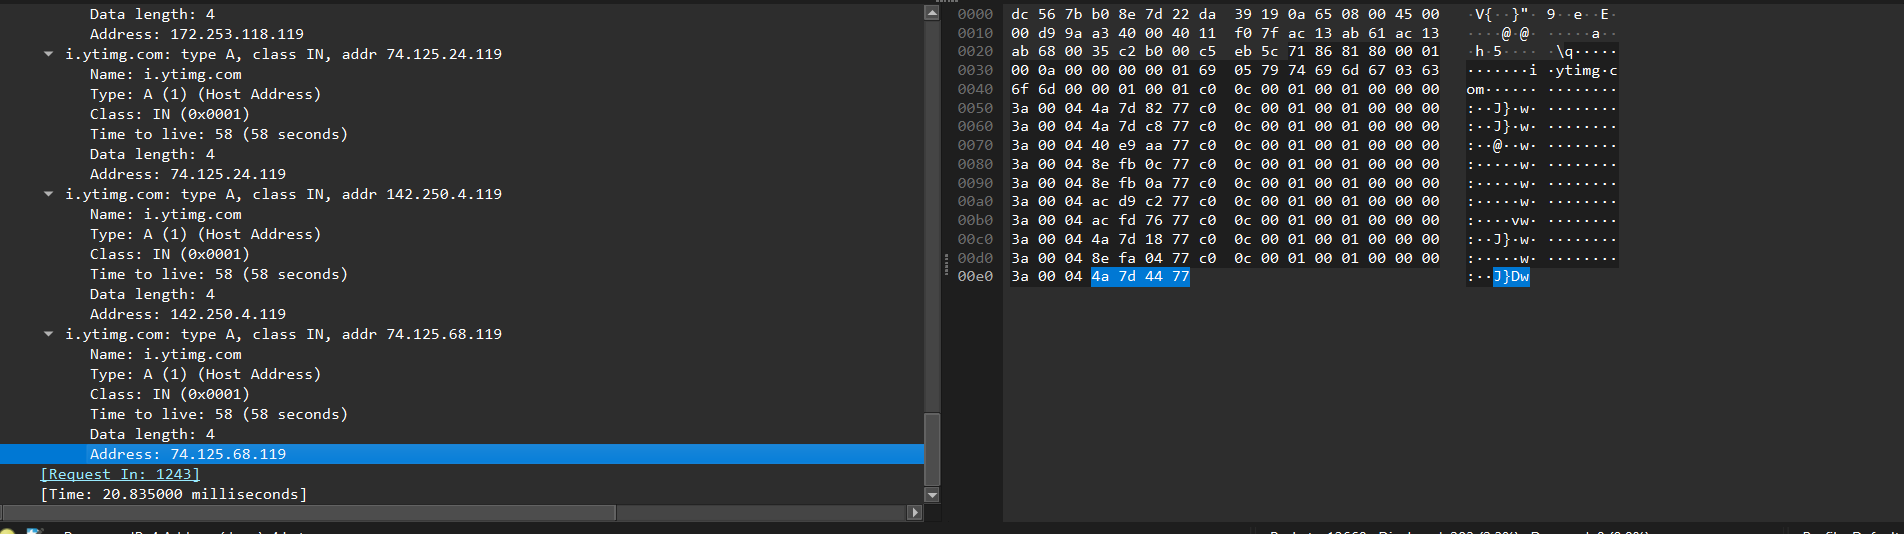 Data length: 4
Address: 172.253.118.119
i.ytimg.com: type A, class IN, addr 74.125.24.119
Name: i.ytimg.com
Type: A (1) (Host Address)
Class: IN (0x0001)
Time to live: 58 (58 seconds)
Data length: 4
Address: 74.125.24.119
i.ytimg.com: type A, class IN, addr 142.250.4.119
Name: i.ytimg.com
Type: A (1) (Host Address)
Class: IN (0x0001)
Time to live: 58 (58 seconds)
Data length: 4
Address: 142.250.4.119
i.ytimg.com: type A, class IN, addr 74.125.68.119
Name: i.ytimg.com
Type: A (1) (Host Address)
Class: IN (0x0001)
Time to live: 58 (58 seconds)
Data length: 4
Address: 74.125.68.119
[Request In: 1243]
[Time: 20.835000 milliseconds]
0000 dc 56 7b b0 8e 7d 22 da 39 19 0a 65 08 00 45 00 ·V{··}"· 9··e··E·
0010 00 d9 9a a3 40 00 40 11 f0 7f ac 13 ab 61 ac 13 ····@·@· ·····a··
0020 ab 68 00 35 c2 b0 00 c5 eb 5c 71 86 81 80 00 01 ·h·5···· ·\q·····
0030 00 0a 00 00 00 00 01 69 05 79 74 69 6d 67 03 63 ·······i ·ytimg·c
0040 6f 6d 00 00 01 00 01 c0 0c 00 01 00 01 00 00 00 om······ ········
0050 3a 00 04 4a 7d 82 77 c0 0c 00 01 00 01 00 00 00 :··J}·w· ········
0060 3a 00 04 4a 7d c8 77 c0 0c 00 01 00 01 00 00 00 :··J}·w· ········
0070 3a 00 04 40 e9 aa 77 c0 0c 00 01 00 01 00 00 00 :··@··w· ········
0080 3a 00 04 8e fb 0c 77 c0 0c 00 01 00 01 00 00 00 :·····w· ········
0090 3a 00 04 8e fb 0a 77 c0 0c 00 01 00 01 00 00 00 :·····w· ········
00a0 3a 00 04 ac d9 c2 77 c0 0c 00 01 00 01 00 00 00 :·····w· ········
00b0 3a 00 04 ac fd 76 77 c0 0c 00 01 00 01 00 00 00 :····vw· ········
00c0 3a 00 04 4a 7d 18 77 c0 0c 00 01 00 01 00 00 00 :··J}·w· ········
00d0 3a 00 04 8e fa 04 77 c0 0c 00 01 00 01 00 00 00 :·····w· ········
00e0 3a 00 04 4a 7d 44 77 :··J}Dw